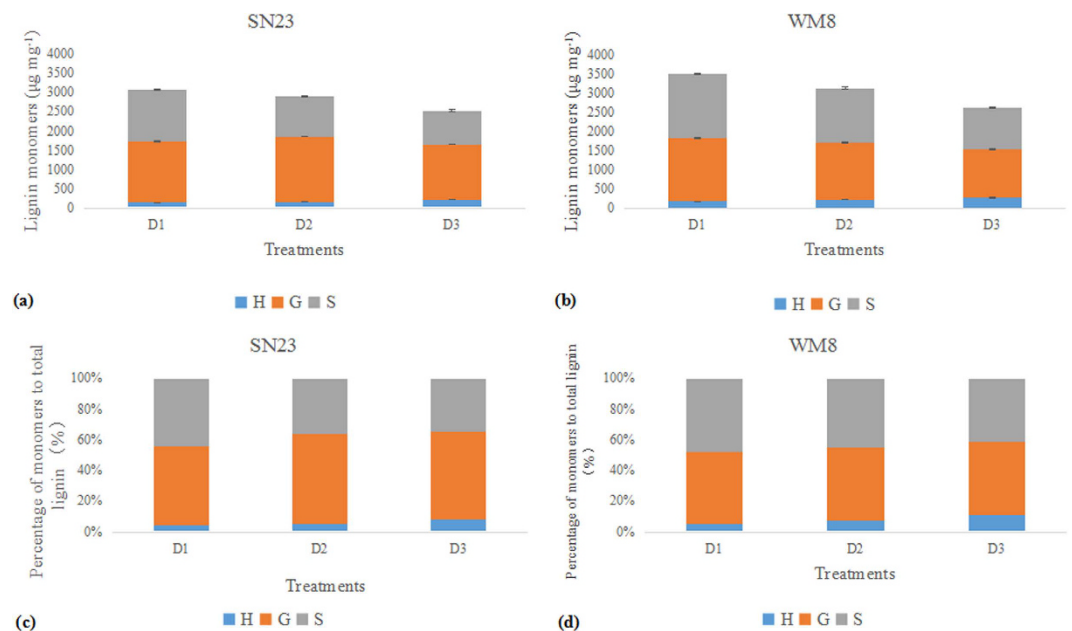 SN23
Lignin monomers (µg mg⁻¹)
4000
3500
3000
2500
2000
1500
1000
500
0
D1 D2 D3
Treatments
(a)
H G S
WM8
Lignin monomers (µg mg⁻¹)
4000
3500
3000
2500
2000
1500
1000
500
0
D1 D2 D3
Treatments
(b)
H G S
SN23
Percentage of monomers to total
lignin (%)
100%
80%
60%
40%
20%
0%
D1 D2 D3
Treatments
(c)
H G S
WM8
Percentage of monomers to total lignin
(%)
100%
80%
60%
40%
20%
0%
D1 D2 D3
Treatments
(d)
H G S